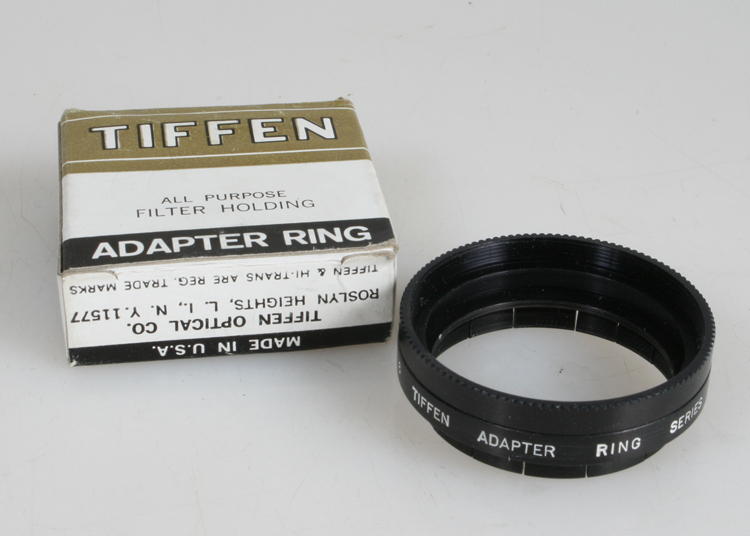 TIFFEN
ALL PURPOSE
FILTER HOLDING
ADAPTER RING
TIFFEN & HI-TRANS ARE REG. TRADE MARKS
ROSLYN HEIGHTS, L. I., N. Y. 11577
TIFFEN OPTICAL CO.
MADE IN U.S.A.
TIFFEN ADAPTER RING SERIES